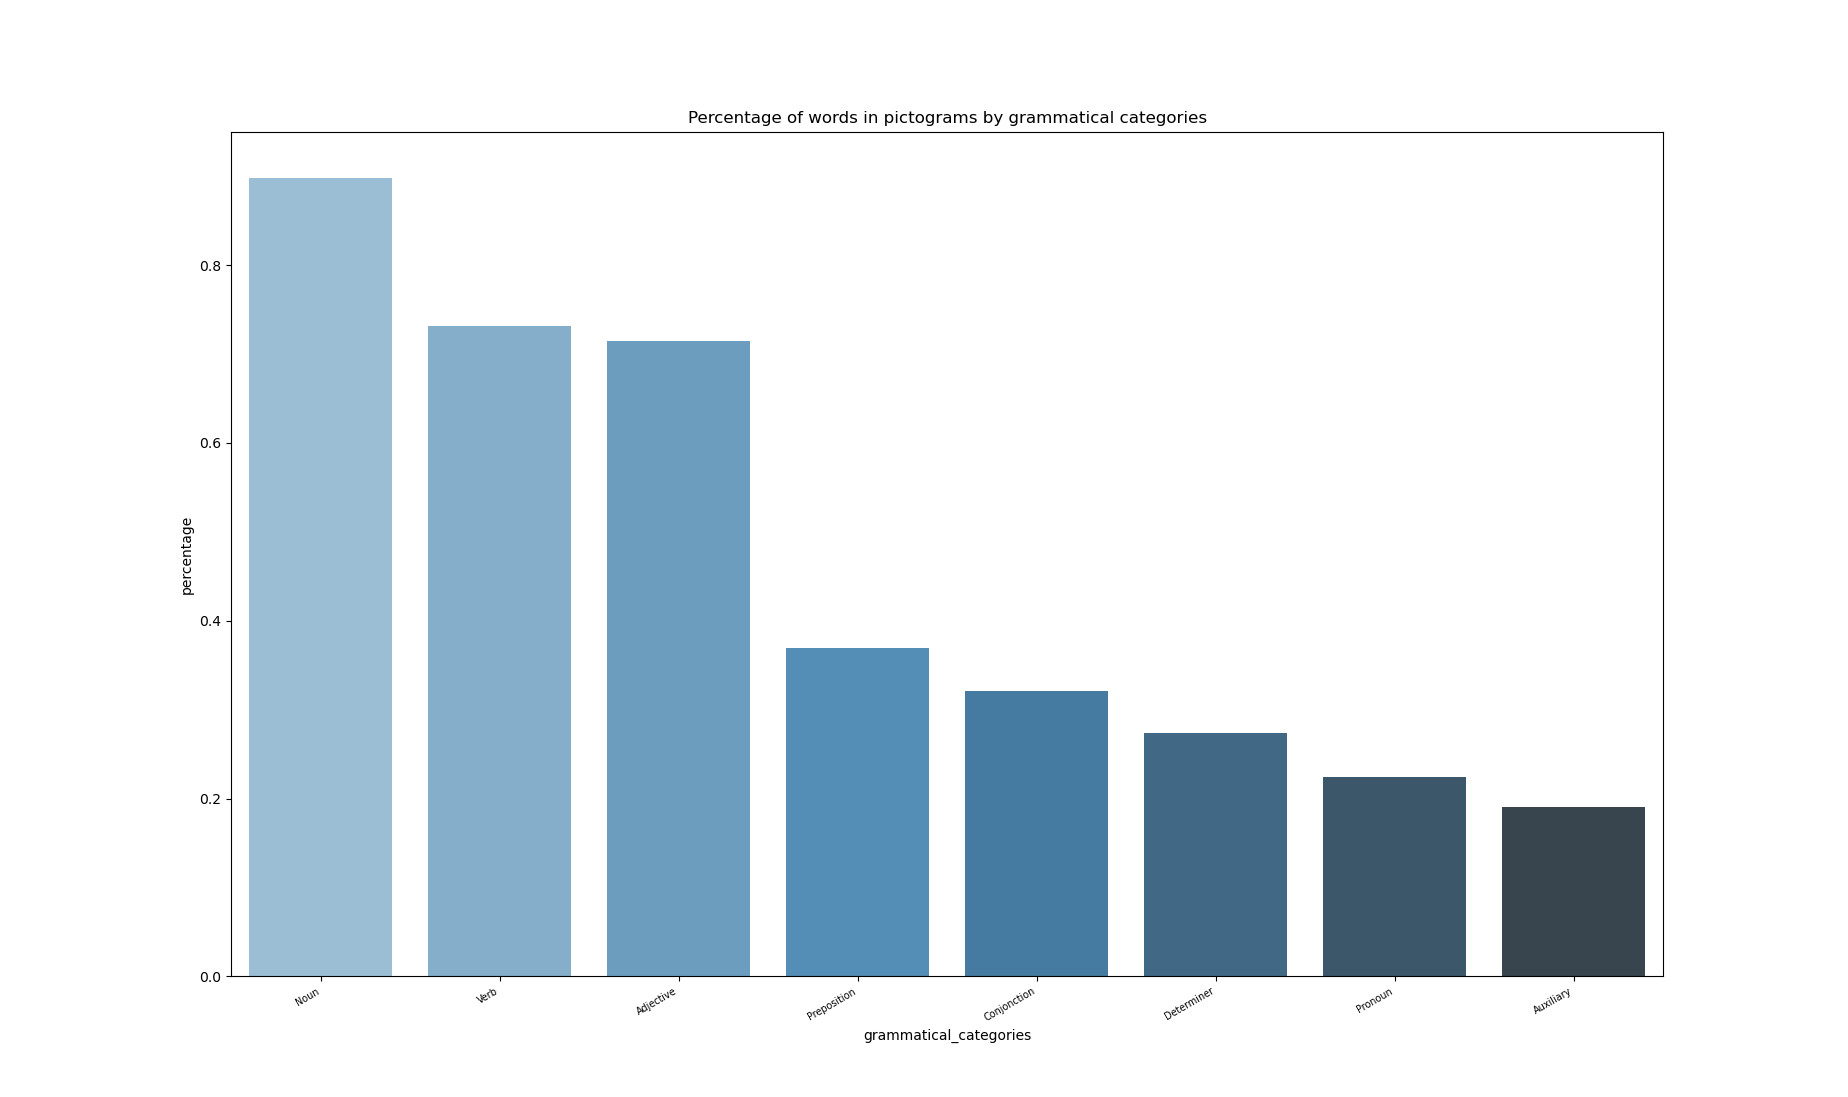 Percentage of words in pictograms by grammatical categories
0.8
0.6
percentage
0.4
0.2
0.0
Noun
Verb
Adjective
Preposition
Conjonction
Determiner
Pronoun
Auxiliary
grammatical_categories